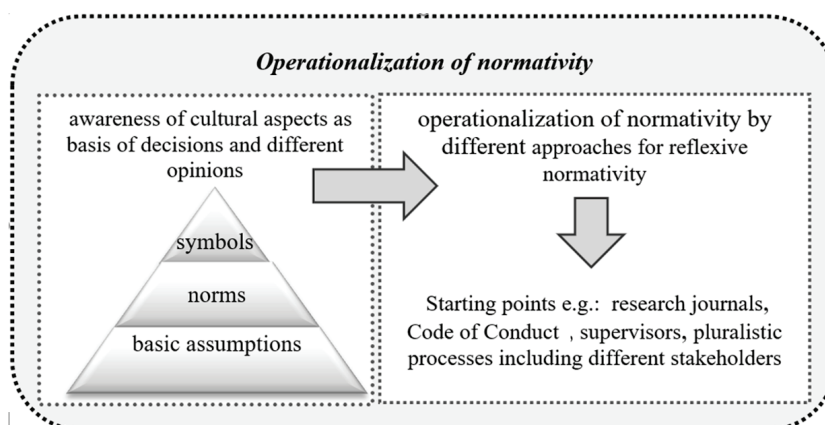 Operationalization of normativity
awareness of cultural aspects as
basis of decisions and different
opinions
symbols
norms
basic assumptions
operationalization of normativity by
different approaches for reflexive
normativity
Starting points e.g.: research journals,
Code of Conduct , supervisors, pluralistic
processes including different stakeholders